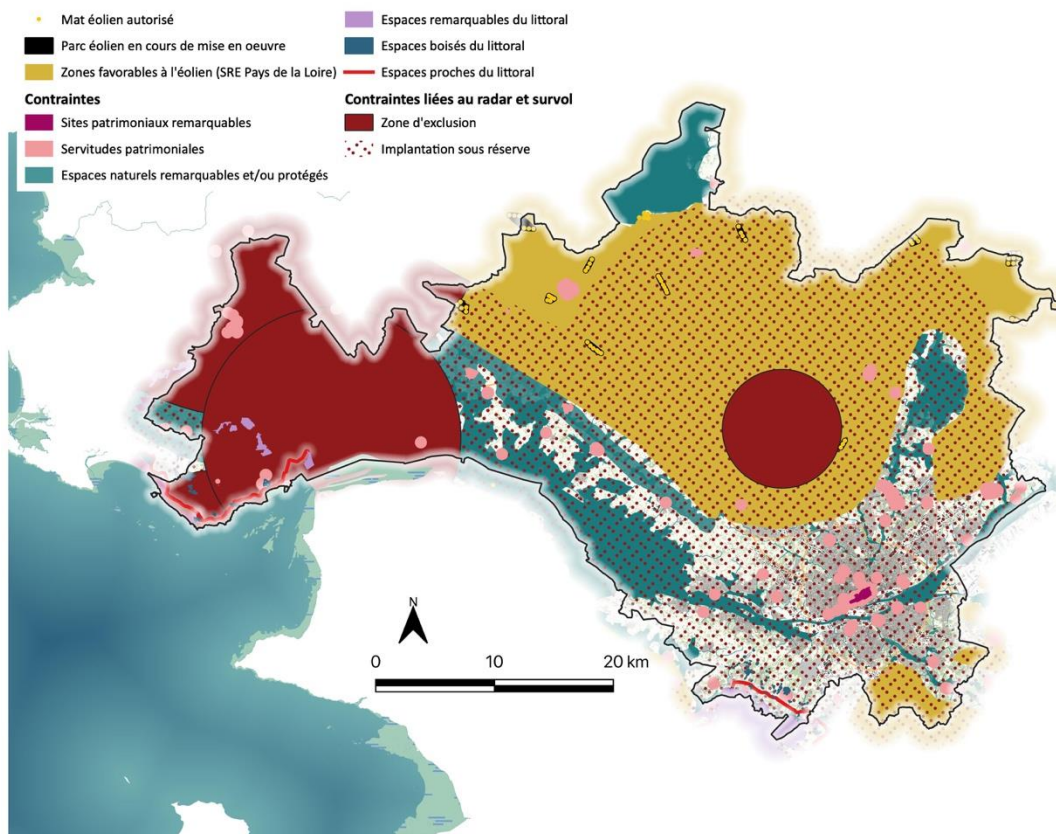 Mat éolien autorisé
Parc éolien en cours de mise en oeuvre
Zones favorables à l'éolien (SRE Pays de la Loire)
Contraintes
Sites patrimoniaux remarquables
Servitudes patrimoniales
Espaces naturels remarquables et/ou protégés
Espaces remarquables du littoral
Espaces boisés du littoral
Espaces proches du littoral
Contraintes liées au radar et survol
Zone d'exclusion
Implantation sous réserve
N
0 10 20 km